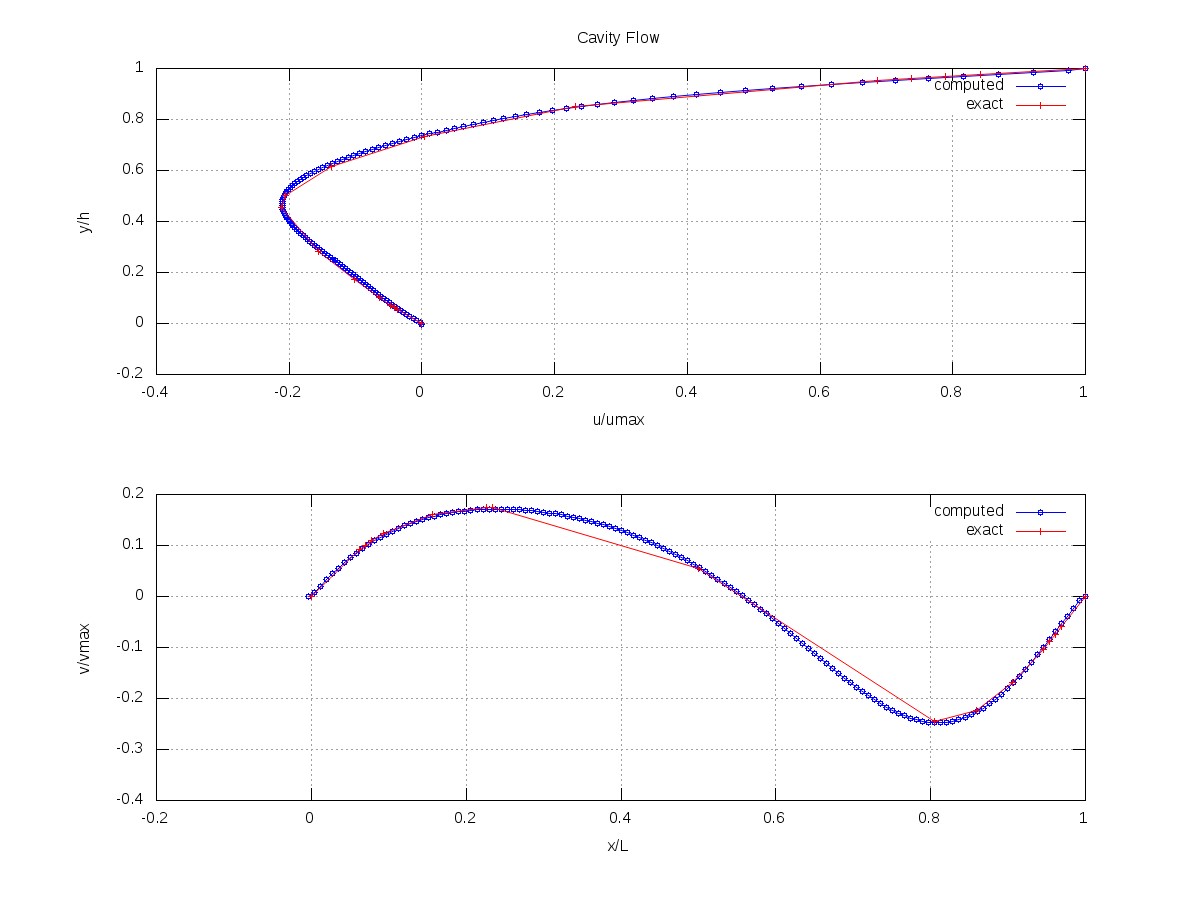 Cavity Flow
1
0.8
0.6
0.4
0.2
0
-0.2
y/h
computed
exact
-0.4 -0.2 0 0.2 0.4 0.6 0.8 1
u/umax
0.2
0.1
0
-0.1
-0.2
-0.3
-0.4
v/vmax
computed
exact
-0.2 0 0.2 0.4 0.6 0.8 1
x/L